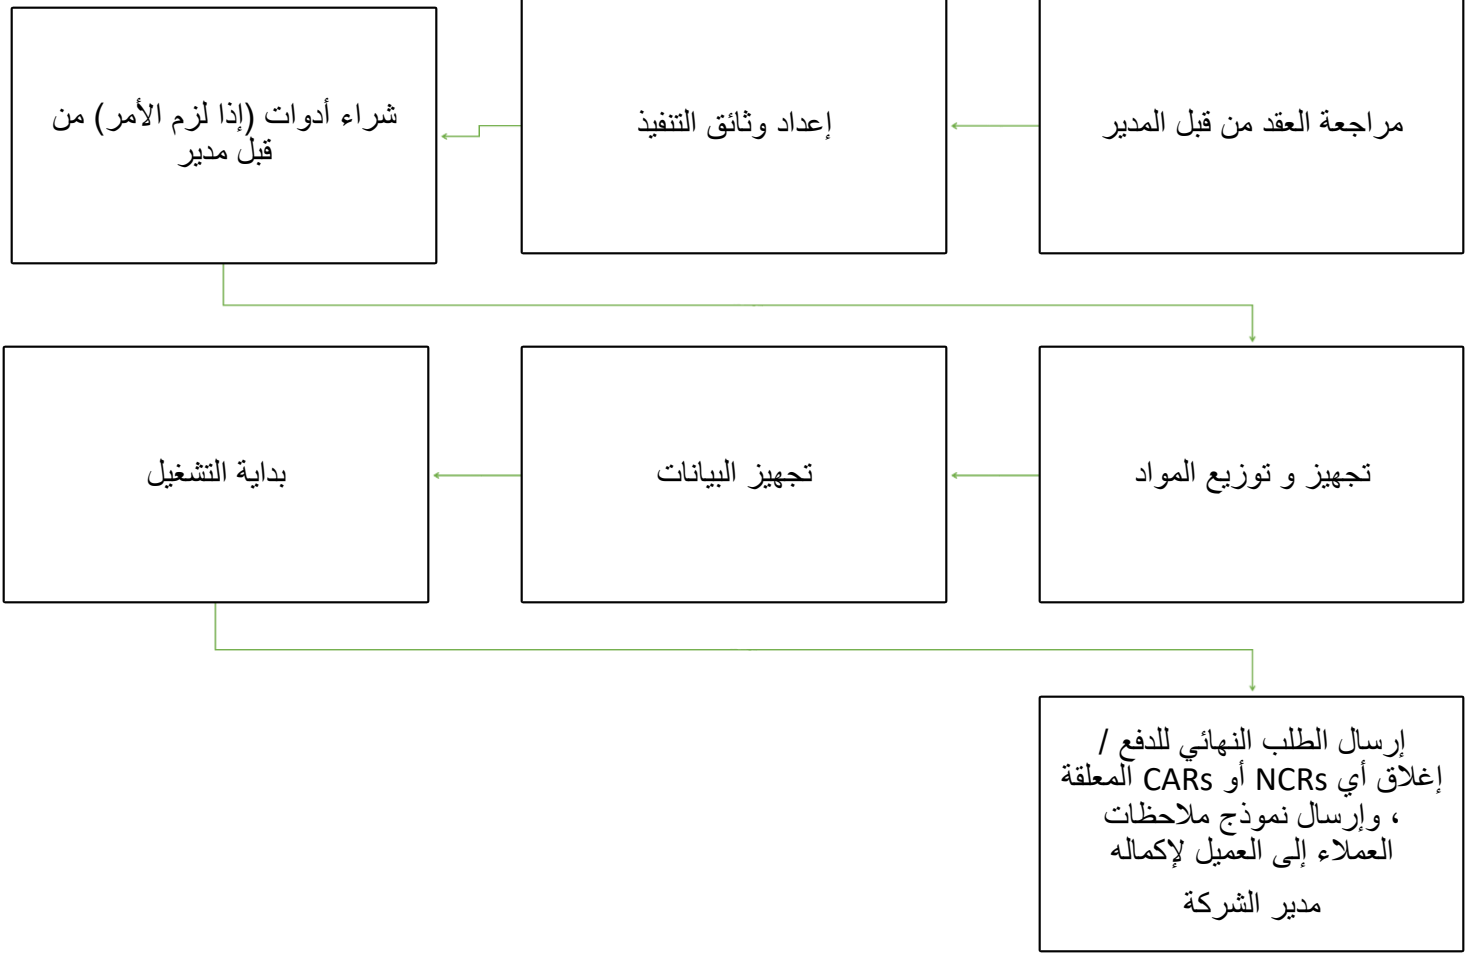 مراجعة العقد من قبل المدير
إعداد وثائق التنفيذ
شراء أدوات (إذا لزم الأمر) من
قبل مدير
تجهيز و توزيع المواد
تجهيز البيانات
بداية التشغيل
إرسال الطلب النهائي للدفع /
إغلاق أي NCRs أو CARs المعلقة
، وإرسال نموذج ملاحظات
العملاء إلى العميل لإكماله
مدير الشركة